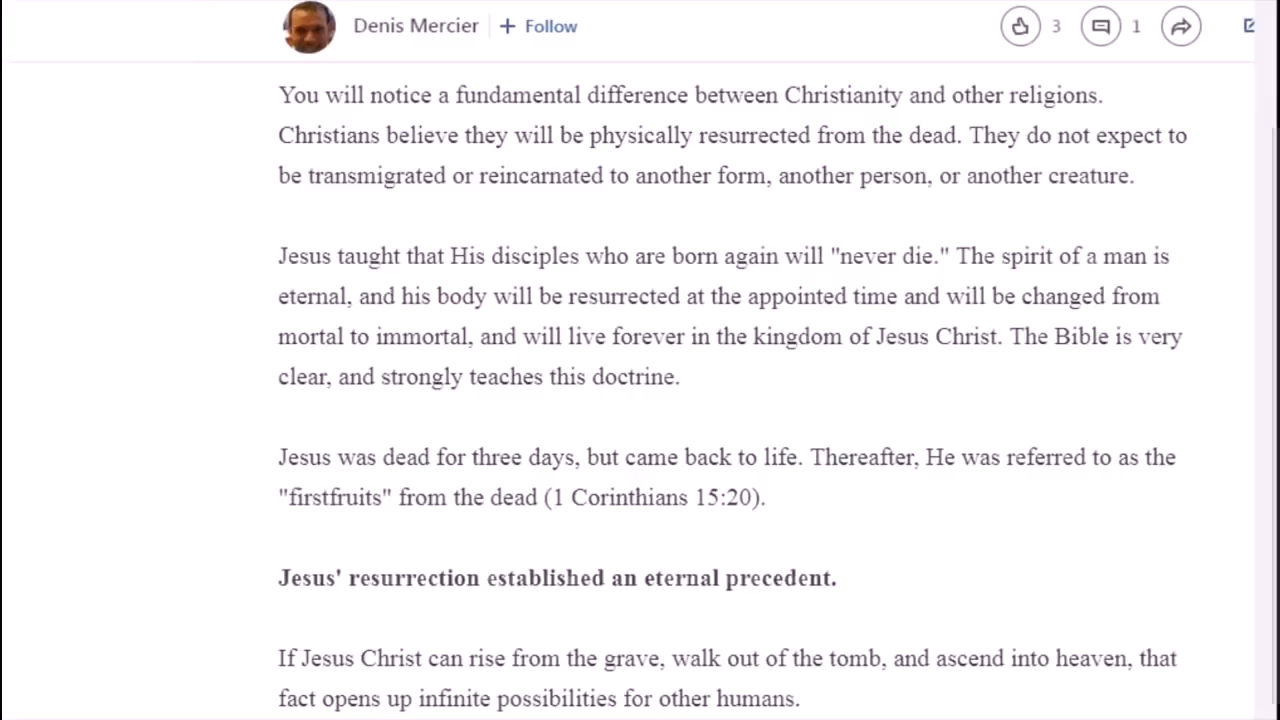 Denis Mercier + Follow 3 1
You will notice a fundamental difference between Christianity and other religions.
Christians believe they will be physically resurrected from the dead. They do not expect to
be transmigrated or reincarnated to another form, another person, or another creature.
Jesus taught that His disciples who are born again will "never die." The spirit of a man is
eternal, and his body will be resurrected at the appointed time and will be changed from
mortal to immortal, and will live forever in the kingdom of Jesus Christ. The Bible is very
clear, and strongly teaches this doctrine.
Jesus was dead for three days, but came back to life. Thereafter, He was referred to as the
"firstfruits" from the dead (1 Corinthians 15:20).
Jesus' resurrection established an eternal precedent.
If Jesus Christ can rise from the grave, walk out of the tomb, and ascend into heaven, that
fact opens up infinite possibilities for other humans.